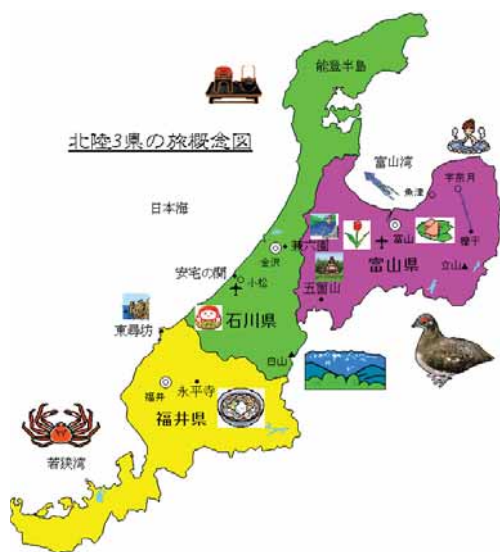 能登半島
北陸3県の旅概念図
富山湾
宇奈月
魚津
日本海
兼六園
富山
欅平
金沢
富山県
立山
安宅の関
小松
五箇山
石川県
東尋坊
白山
福井
永平寺
福井県
若狭湾